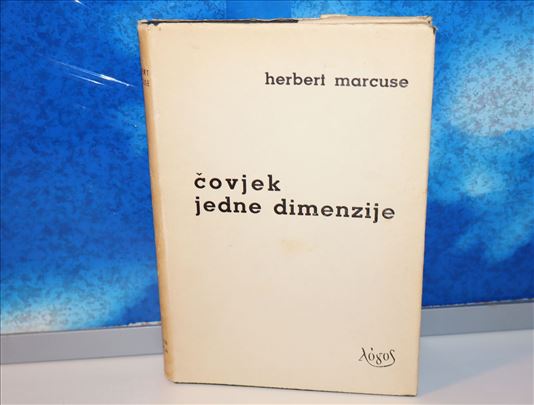 herbert marcuse
čovjek
jedne dimenzije
λόγος